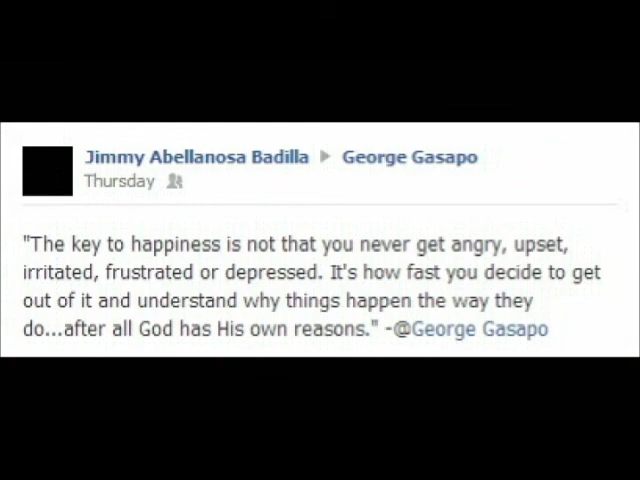 Jimmy Abellanosa Badilla ▶ George Gasapo
Thursday
"The key to happiness is not that you never get angry, upset,
irritated, frustrated or depressed. It's how fast you decide to get
out of it and understand why things happen the way they
do...after all God has His own reasons." -@George Gasapo